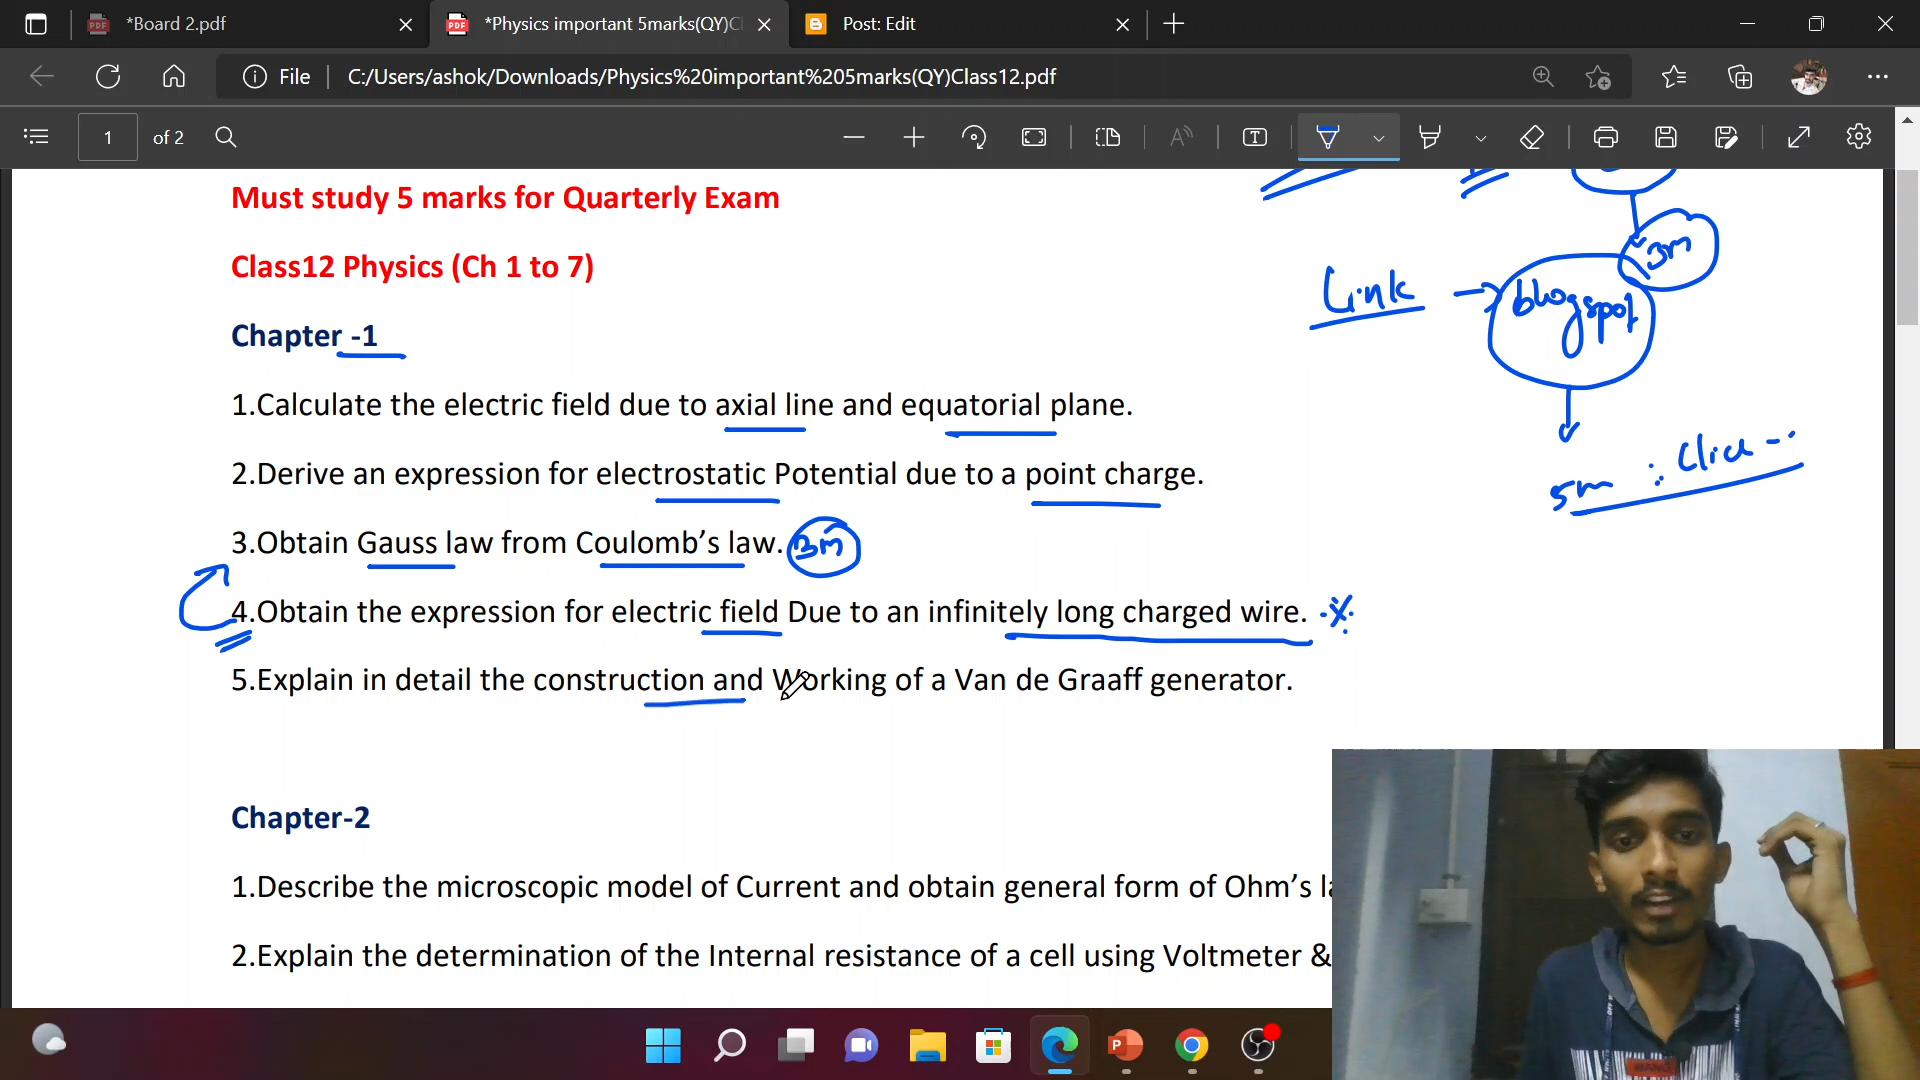 *Board 2.pdf
*Physics important 5marks(QY)Cl
Post: Edit
File
C:/Users/ashok/Downloads/Physics%20important%205marks(QY)Class12.pdf
1 of 2
Must study 5 marks for Quarterly Exam
3m
Class12 Physics (Ch 1 to 7)
Link
blogspot
Chapter -1
1.Calculate the electric field due to axial line and equatorial plane.
Click
2.Derive an expression for electrostatic Potential due to a point charge.
5m
3.Obtain Gauss law from Coulomb’s law. 3m
4.Obtain the expression for electric field Due to an infinitely long charged wire.
5.Explain in detail the construction and Working of a Van de Graaff generator.
Chapter-2
1.Describe the microscopic model of Current and obtain general form of Ohm’s la
2.Explain the determination of the Internal resistance of a cell using Voltmeter &